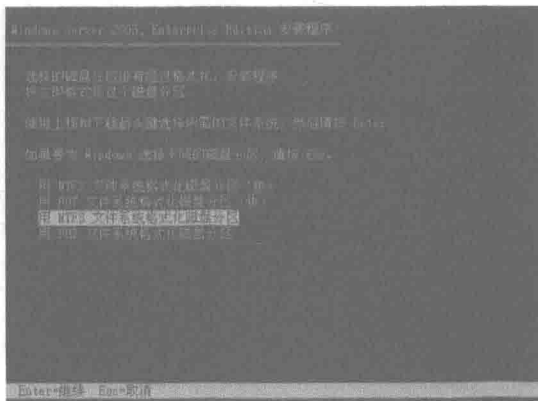 Windows Server 2003, Enterprise Edition 安装程序
选择的磁盘分区没有经过格式化，安装程序
将立即格式化这个磁盘分区。
使用上移和下移箭头键选择所需的文件系统，然后请按 Enter。
如果要为 Windows 选择不同的磁盘分区，请按 Esc。
用 NTFS 文件系统格式化磁盘分区（快）
用 FAT 文件系统格式化磁盘分区（快）
用 NTFS 文件系统格式化磁盘分区
用 FAT 文件系统格式化磁盘分区
Enter=继续 Esc=取消